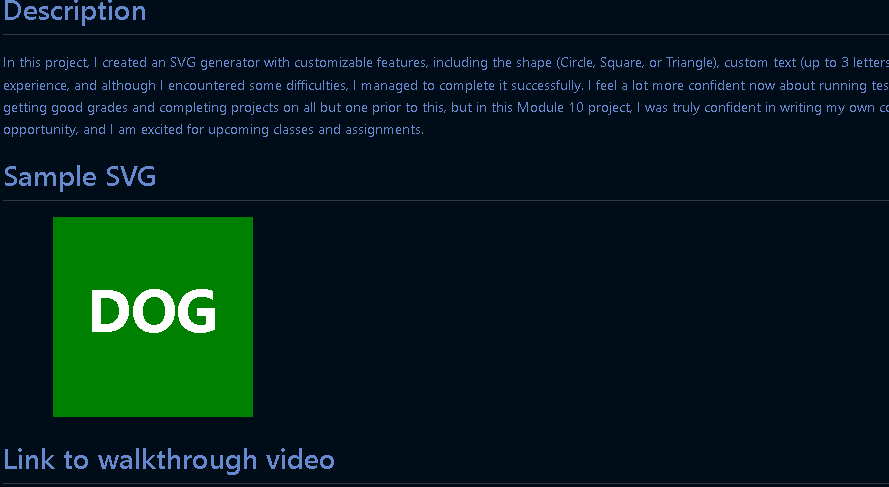 Description
In this project, I created an SVG generator with customizable features, including the shape (Circle, Square, or Triangle), custom text (up to 3 letters
experience, and although I encountered some difficulties, I managed to complete it successfully. I feel a lot more confident now about running
getting good grades and completing projects on all but one prior to this, but in this Module 10 project, I was truly confident in writing my own
opportunity, and I am excited for upcoming classes and assignments.
Sample SVG
DOG
Link to walkthrough video